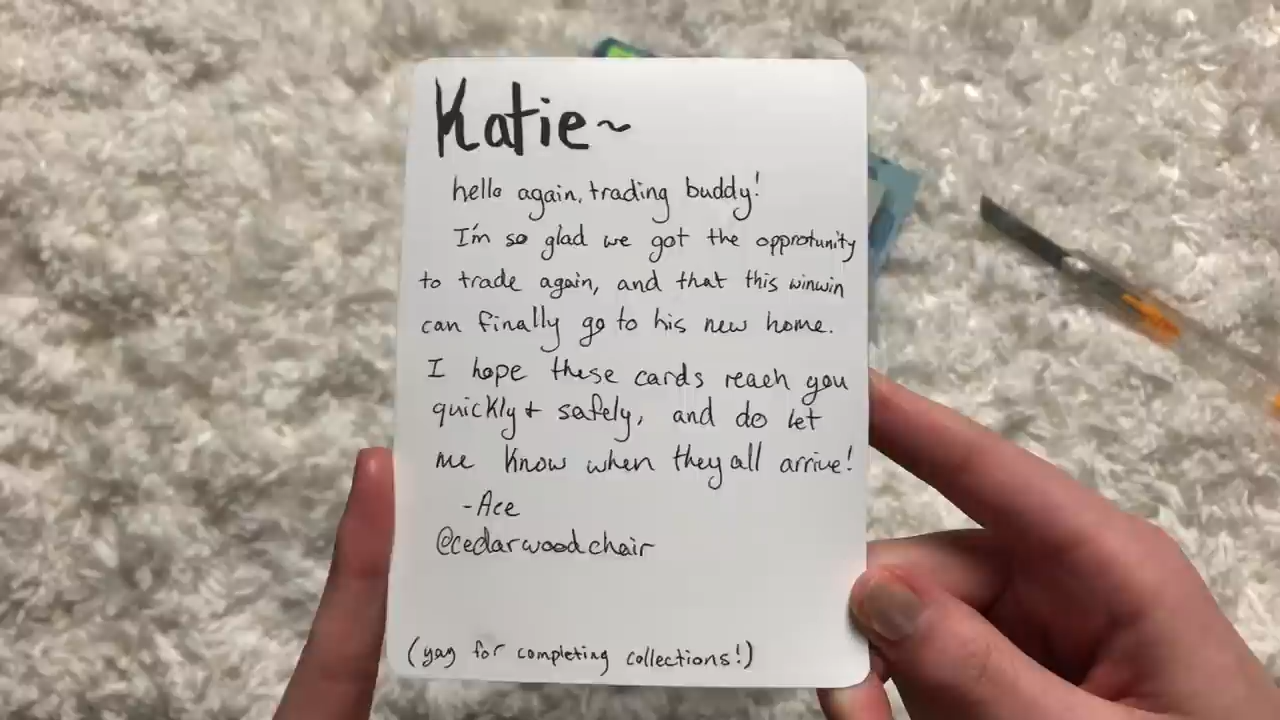 Katie~
hello again, trading buddy!
I'm so glad we got the opprotunity
to trade again, and that this winwin
can finally go to his new home.
I hope these cards reach you
quickly + safely, and do let
me know when they all arrive!
-Ace
@cedarwoodchair
(yay for completing collections!)